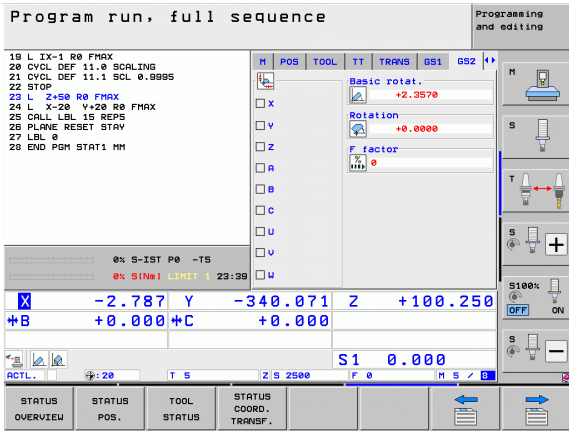 Program run, full sequence
Programming and editing
19 L IX-1 R0 FMAX
20 CYCL DEF 11.0 SCALING
21 CYCL DEF 11.1 SCL 0.9995
22 STOP
23 L Z+50 R0 FMAX
24 L X-20 Y+20 R0 FMAX
25 CALL LBL 15 REP5
26 PLANE RESET STAY
27 LBL 0
28 END PGM STAT1 MM
M POS TOOL TT TRANS GS1 GS2
Basic rotat.
+2.3570
Rotation
+0.0000
F factor
% 0
X
Y
Z
A
B
C
U
V
W
0% S-IST P0 -T5
0% S[Nm] LIMIT 1 23:39
X -2.787 Y -340.071 Z +100.250
*B +0.000 *C +0.000
S1 0.000
ACTL. :20 T 5 Z S 2500 F 0 M 5 / 8
M
S
T
S
S100%
OFF ON
S
STATUS OVERVIEW
STATUS POS.
TOOL STATUS
STATUS COORD. TRANSF.